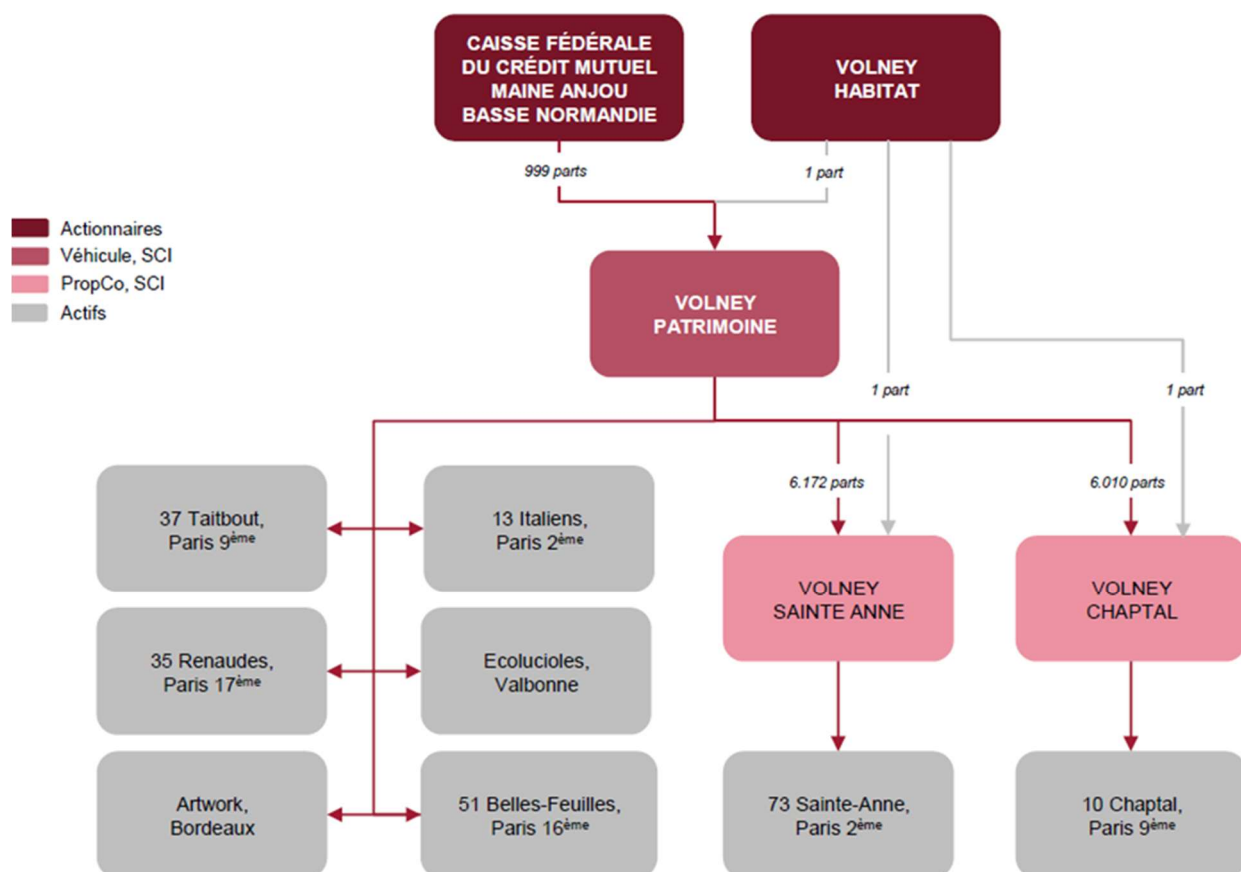 CAISSE FÉDÉRALE
DU CRÉDIT MUTUEL
MAINE ANJOU
BASSE NORMANDIE
VOLNEY
HABITAT
999 parts
1 part
Actionnaires
Véhicule, SCI
PropCo, SCI
Actifs
VOLNEY
PATRIMOINE
1 part
1 part
6.172 parts
6.010 parts
37 Taitbout,
Paris 9ème
13 Italiens,
Paris 2ème
VOLNEY
SAINTE ANNE
VOLNEY
CHAPTAL
35 Renaudes,
Paris 17ème
Ecolucioles,
Valbonne
Artwork,
Bordeaux
51 Belles-Feuilles,
Paris 16ème
73 Sainte-Anne,
Paris 2ème
10 Chaptal,
Paris 9ème